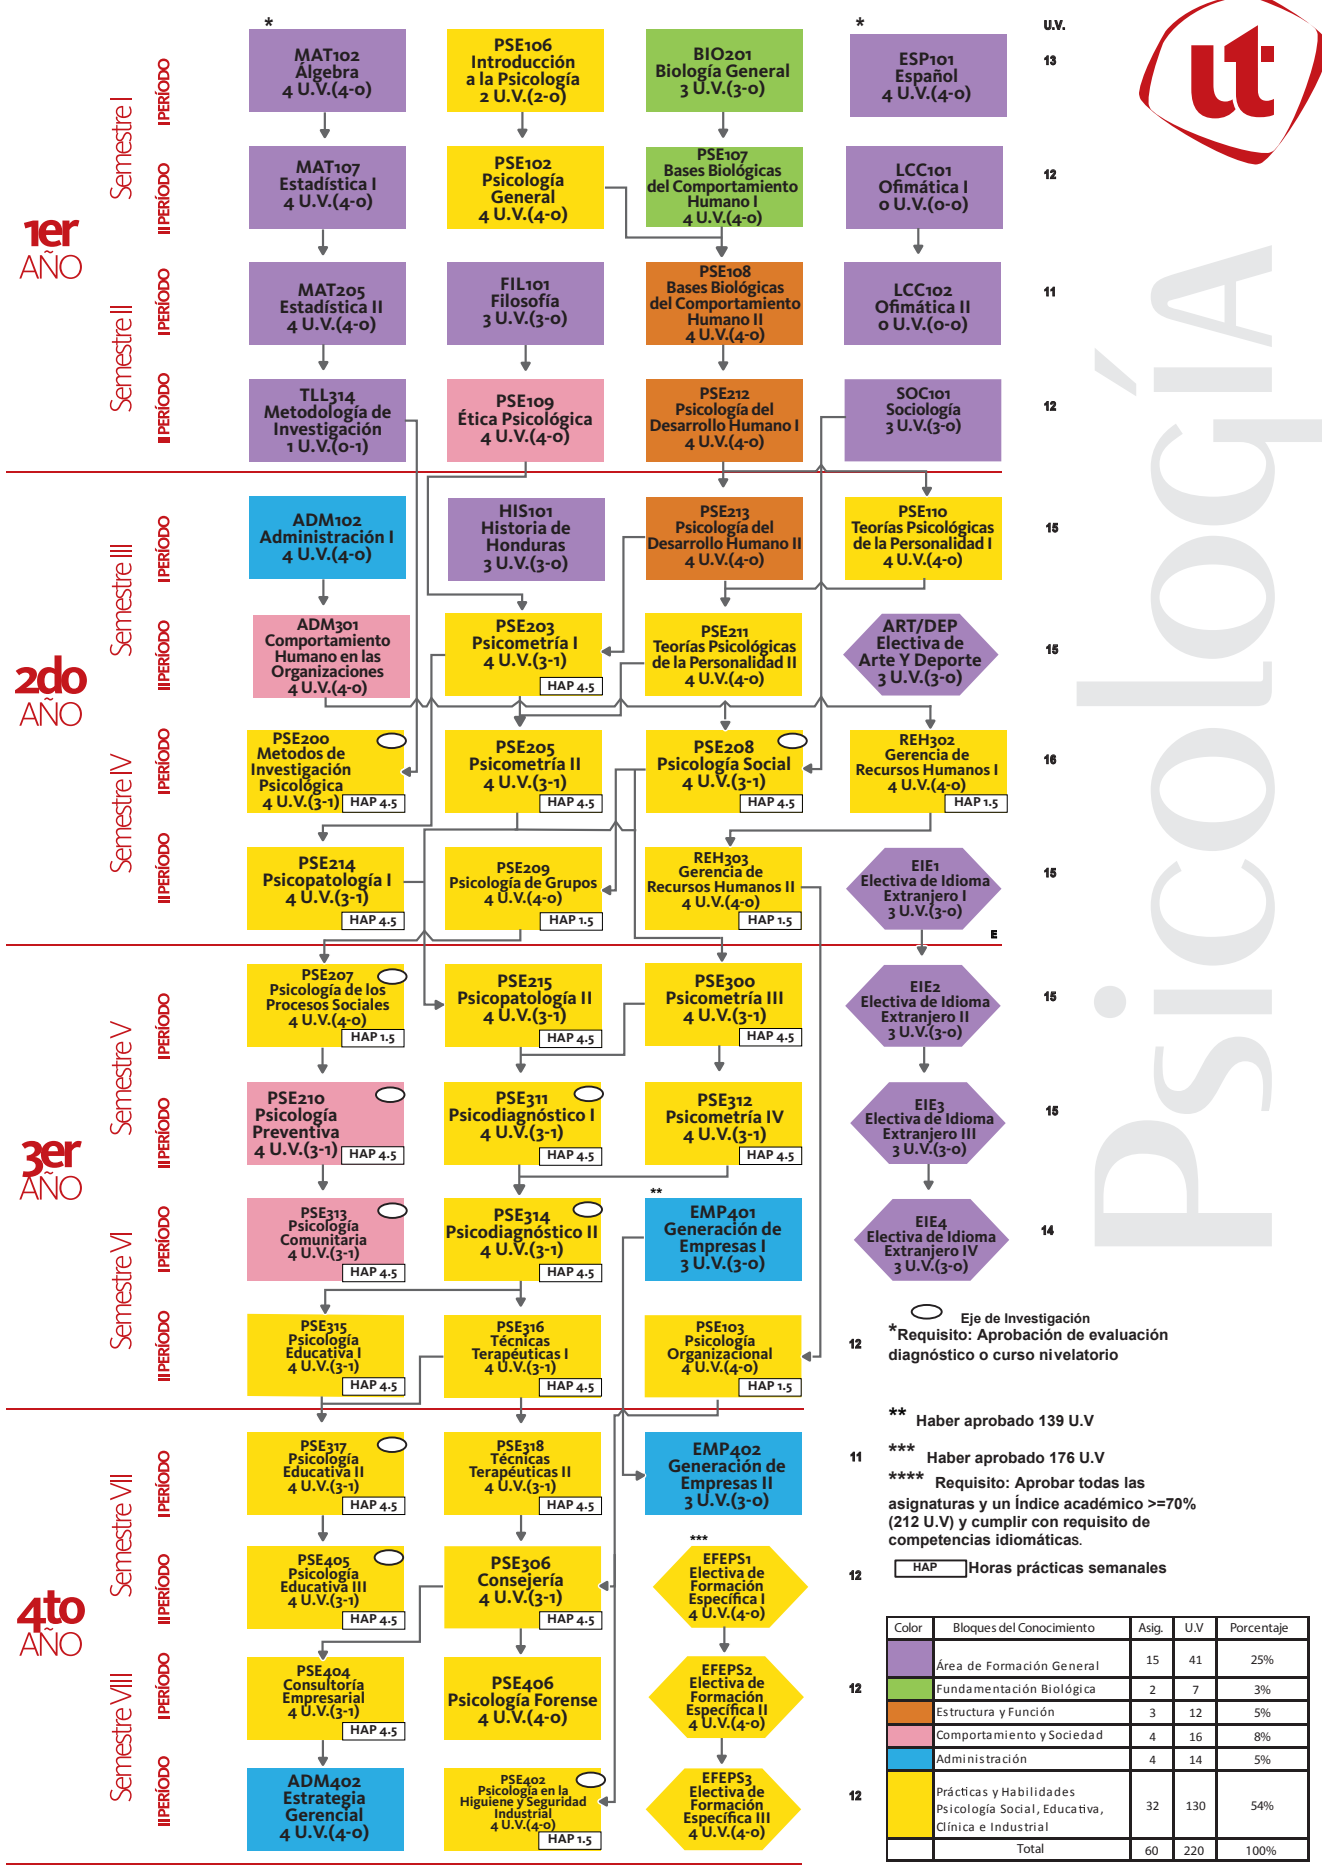 *
*
U.V.
ut
Psicología
1er
AÑO
Semestre I
I PERÍODO
MAT102
Álgebra
4 U.V.(4-0)
PSE106
Introducción
a la Psicología
2 U.V.(2-0)
BIO201
Biología General
3 U.V.(3-0)
ESP101
Español
4 U.V.(4-0)
13
II PERÍODO
MAT107
Estadística I
4 U.V.(4-0)
PSE102
Psicología
General
4 U.V.(4-0)
PSE107
Bases Biológicas
del Comportamiento
Humano I
4 U.V.(4-0)
LCC101
Ofimática I
0 U.V.(0-0)
12
Semestre II
I PERÍODO
MAT205
Estadística II
4 U.V.(4-0)
FIL101
Filosofía
3 U.V.(3-0)
PSE108
Bases Biológicas
del Comportamiento
Humano II
4 U.V.(4-0)
LCC102
Ofimática II
0 U.V.(0-0)
11
II PERÍODO
TLL314
Metodología de
Investigación
1 U.V.(0-1)
PSE109
Ética Psicológica
4 U.V.(4-0)
PSE212
Psicología del
Desarrollo Humano I
4 U.V.(4-0)
SOC101
Sociología
3 U.V.(3-0)
12
2do
AÑO
Semestre III
I PERÍODO
ADM102
Administración I
4 U.V.(4-0)
HIS101
Historia de
Honduras
3 U.V.(3-0)
PSE213
Psicología del
Desarrollo Humano II
4 U.V.(4-0)
PSE110
Teorías Psicológicas
de la Personalidad I
4 U.V.(4-0)
15
II PERÍODO
ADM301
Comportamiento
Humano en las
Organizaciones
4 U.V.(4-0)
PSE203
Psicometría I
4 U.V.(3-1)
HAP 4.5
PSE211
Teorías Psicológicas
de la Personalidad II
4 U.V.(4-0)
ART/DEP
Electiva de
Arte Y Deporte
3 U.V.(3-0)
15
Semestre IV
I PERÍODO
PSE200
Metodos de
Investigación
Psicológica
4 U.V.(3-1)
HAP 4.5
PSE205
Psicometría II
4 U.V.(3-1)
HAP 4.5
PSE208
Psicología Social
4 U.V.(3-1)
HAP 4.5
REH302
Gerencia de
Recursos Humanos I
4 U.V.(4-0)
HAP 1.5
16
II PERÍODO
PSE214
Psicopatología I
4 U.V.(3-1)
HAP 4.5
PSE209
Psicología de Grupos
4 U.V.(4-0)
HAP 1.5
REH303
Gerencia de
Recursos Humanos II
4 U.V.(4-0)
HAP 1.5
EIE1
Electiva de Idioma
Extranjero I
3 U.V.(3-0)
15
E
3er
AÑO
Semestre V
I PERÍODO
PSE207
Psicología de los
Procesos Sociales
4 U.V.(4-0)
HAP 1.5
PSE215
Psicopatología II
4 U.V.(3-1)
HAP 4.5
PSE300
Psicometría III
4 U.V.(3-1)
HAP 4.5
EIE2
Electiva de Idioma
Extranjero II
3 U.V.(3-0)
15
II PERÍODO
PSE210
Psicología
Preventiva
4 U.V.(3-1)
HAP 4.5
PSE311
Psicodiagnóstico I
4 U.V.(3-1)
HAP 4.5
PSE312
Psicometría IV
4 U.V.(3-1)
HAP 4.5
EIE3
Electiva de Idioma
Extranjero III
3 U.V.(3-0)
15
Semestre VI
I PERÍODO
PSE313
Psicología
Comunitaria
4 U.V.(3-1)
HAP 4.5
PSE314
Psicodiagnóstico II
4 U.V.(3-1)
HAP 4.5
**
EMP401
Generación de
Empresas I
3 U.V.(3-0)
EIE4
Electiva de Idioma
Extranjero IV
3 U.V.(3-0)
14
II PERÍODO
PSE315
Psicología
Educativa I
4 U.V.(3-1)
HAP 4.5
PSE316
Técnicas
Terapéuticas I
4 U.V.(3-1)
HAP 4.5
PSE103
Psicología
Organizacional
4 U.V.(4-0)
HAP 1.5
12
4to
AÑO
Semestre VII
I PERÍODO
PSE317
Psicología
Educativa II
4 U.V.(3-1)
HAP 4.5
PSE318
Técnicas
Terapéuticas II
4 U.V.(3-1)
HAP 4.5
EMP402
Generación de
Empresas II
3 U.V.(3-0)
11
II PERÍODO
PSE405
Psicología
Educativa III
4 U.V.(3-1)
HAP 4.5
PSE306
Consejería
4 U.V.(3-1)
HAP 4.5
***
EFEPS1
Electiva de
Formación
Específica I
4 U.V.(4-0)
12
Semestre VIII
I PERÍODO
PSE404
Consultoría
Empresarial
4 U.V.(3-1)
HAP 4.5
PSE406
Psicología Forense
4 U.V.(4-0)
EFEPS2
Electiva de
Formación
Específica II
4 U.V.(4-0)
12
II PERÍODO
ADM402
Estrategia
Gerencial
4 U.V.(4-0)
PSE402
Psicología en la
Higuiene y Seguridad
Industrial
4 U.V.(4-0)
HAP 1.5
EFEPS3
Electiva de
Formación
Específica III
4 U.V.(4-0)
12
Eje de Investigación
*Requisito: Aprobación de evaluación
diagnóstico o curso nivelatorio
** Haber aprobado 139 U.V
*** Haber aprobado 176 U.V
**** Requisito: Aprobar todas las
asignaturas y un Índice académico >=70%
(212 U.V) y cumplir con requisito de
competencias idiomáticas.
HAP Horas prácticas semanales
Color Bloques del Conocimiento Asig. U.V Porcentaje
Área de Formación General 15 41 25%
Fundamentación Biológica 2 7 3%
Estructura y Función 3 12 5%
Comportamiento y Sociedad 4 16 8%
Administración 4 14 5%
Prácticas y Habilidades
Psicología Social, Educativa, 32 130 54%
Clínica e Industrial
Total 60 220 100%